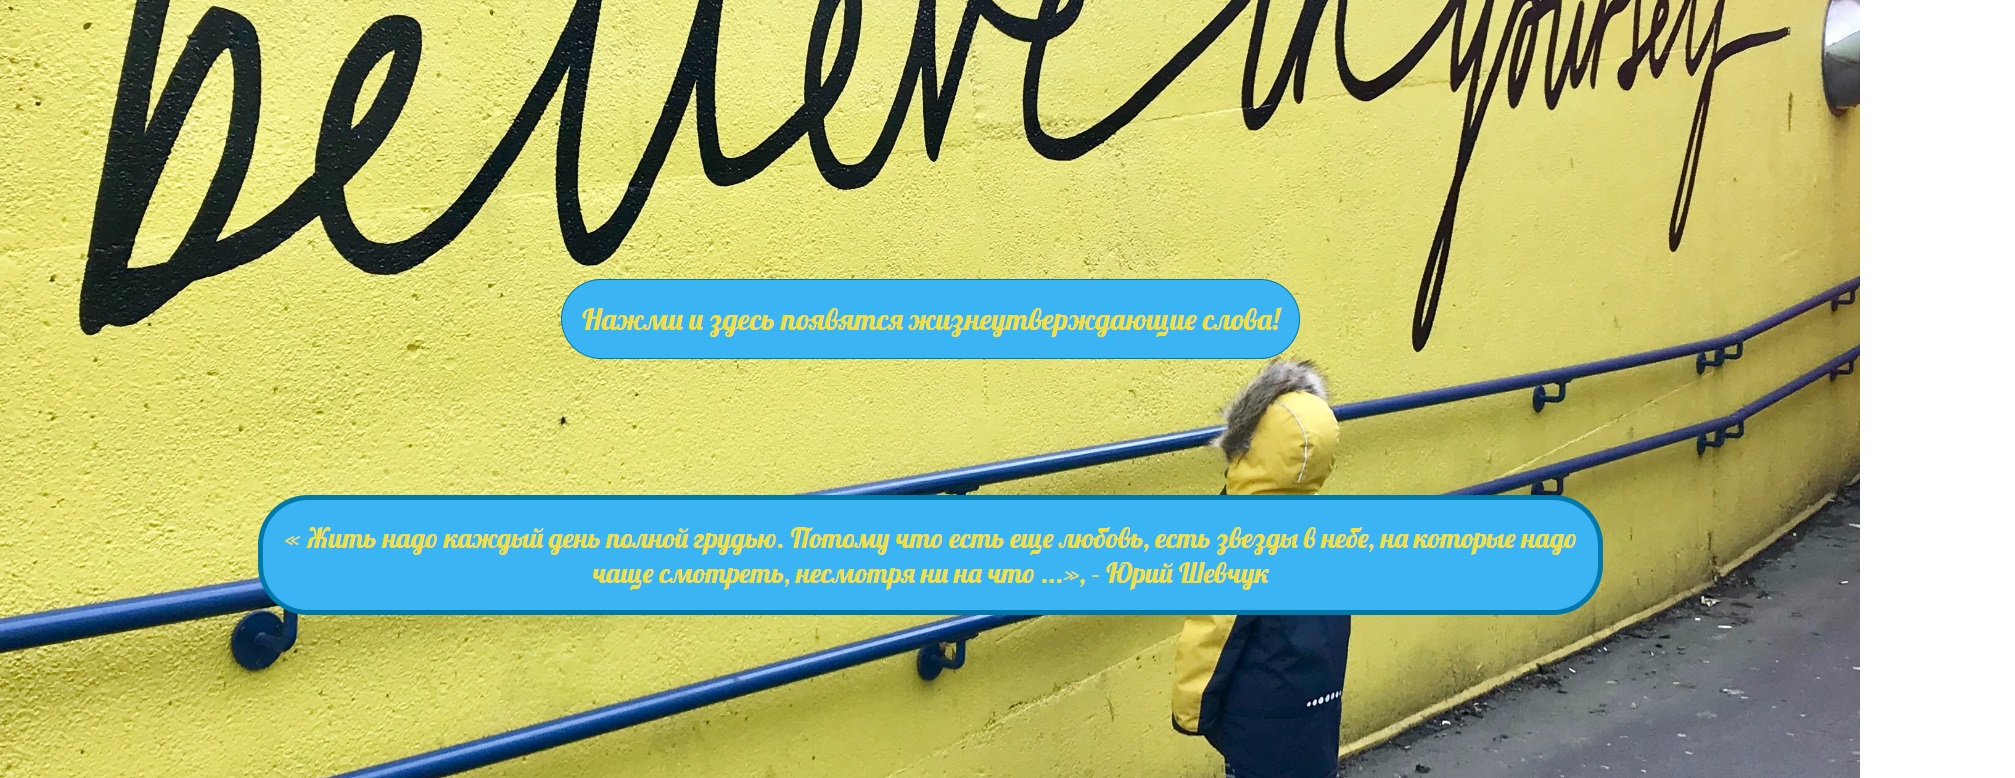 believe in yourself
Нажми и здесь появятся жизнеутверждающие слова!
« Жить надо каждый день полной грудью. Потому что есть еще любовь, есть звезды в небе, на которые надо
чаще смотреть, несмотря ни на что ...», - Юрий Шевчук